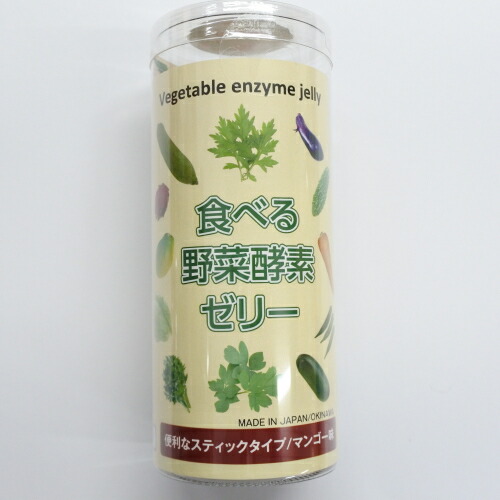 Vegetable enzyme jelly
食べる
野菜酵素
ゼリー
MADE IN JAPAN/OKINAWA
便利なスティックタイプ/マンゴー味